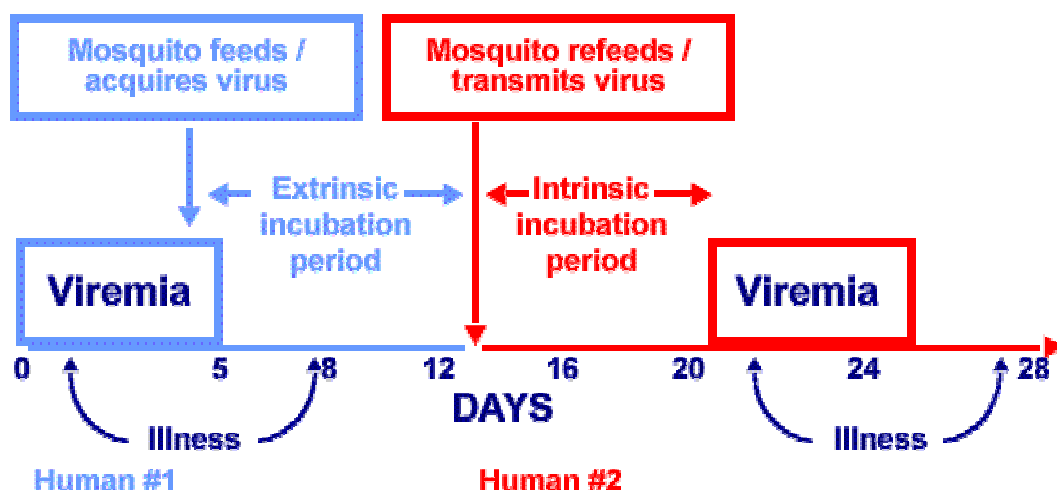 Mosquito feeds /
acquires virus
Mosquito refeeds /
transmits virus
Extrinsic
incubation
period
Intrinsic
incubation
period
Viremia
Viremia
0 5 8 12 16 20 24 28
DAYS
Illness
Illness
Human #1
Human #2